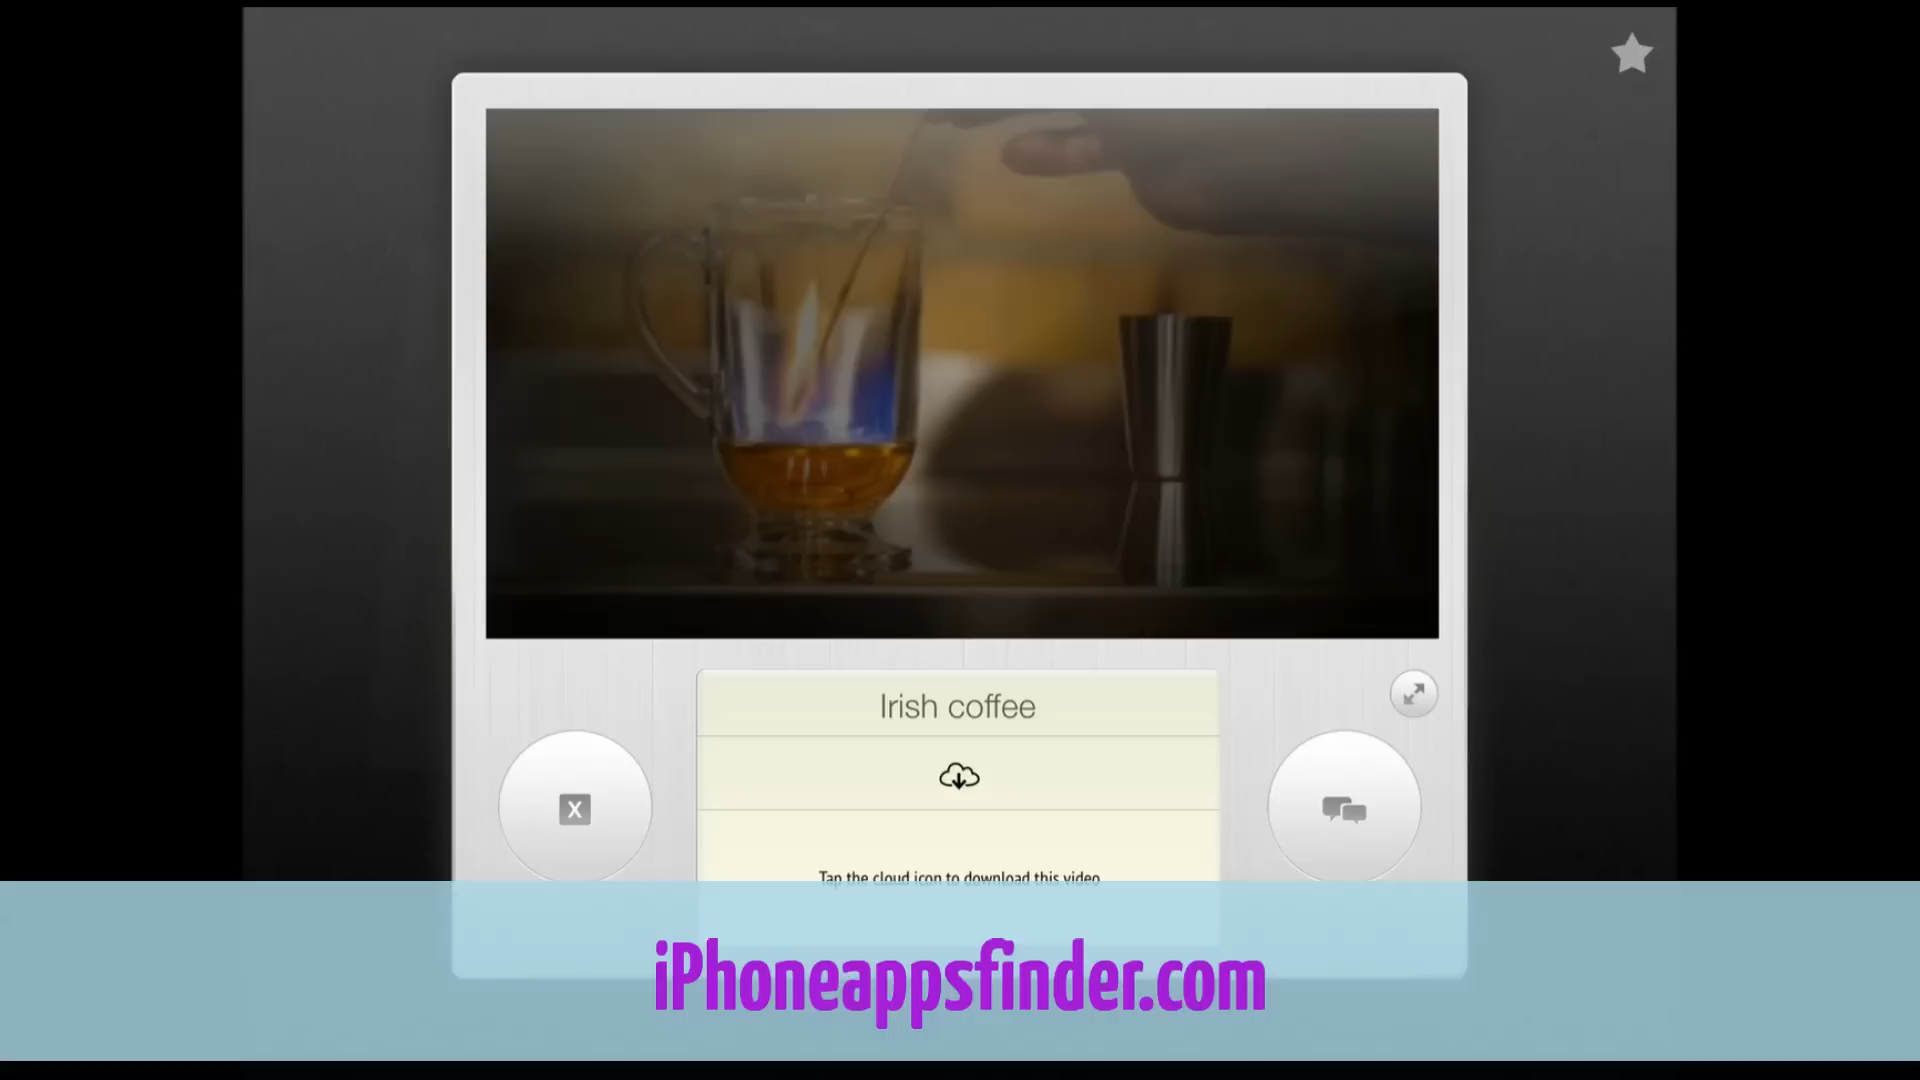 Irish coffee
X
Tap the cloud icon to download this video
iPhoneappsfinder.com